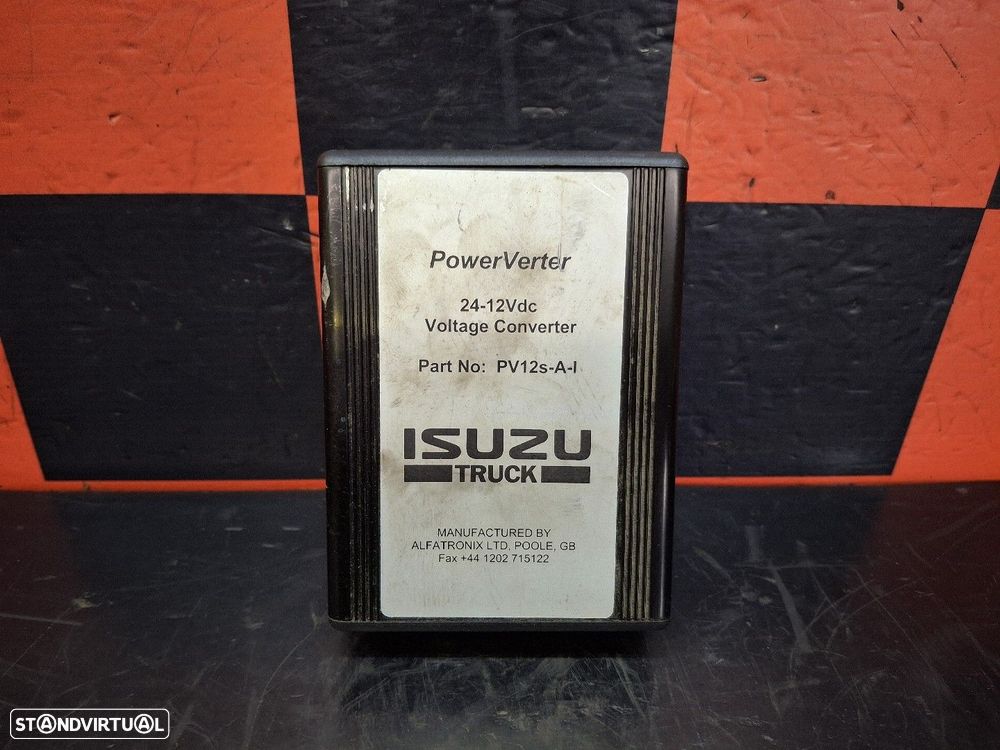 PowerVerter
24-12Vdc
Voltage Converter
Part No: PV12s-A-I
ISUZU
TRUCK
MANUFACTURED BY
ALFATRONIX LTD, POOLE, GB
Fax +44 1202 715122
STANDVIRTUAL